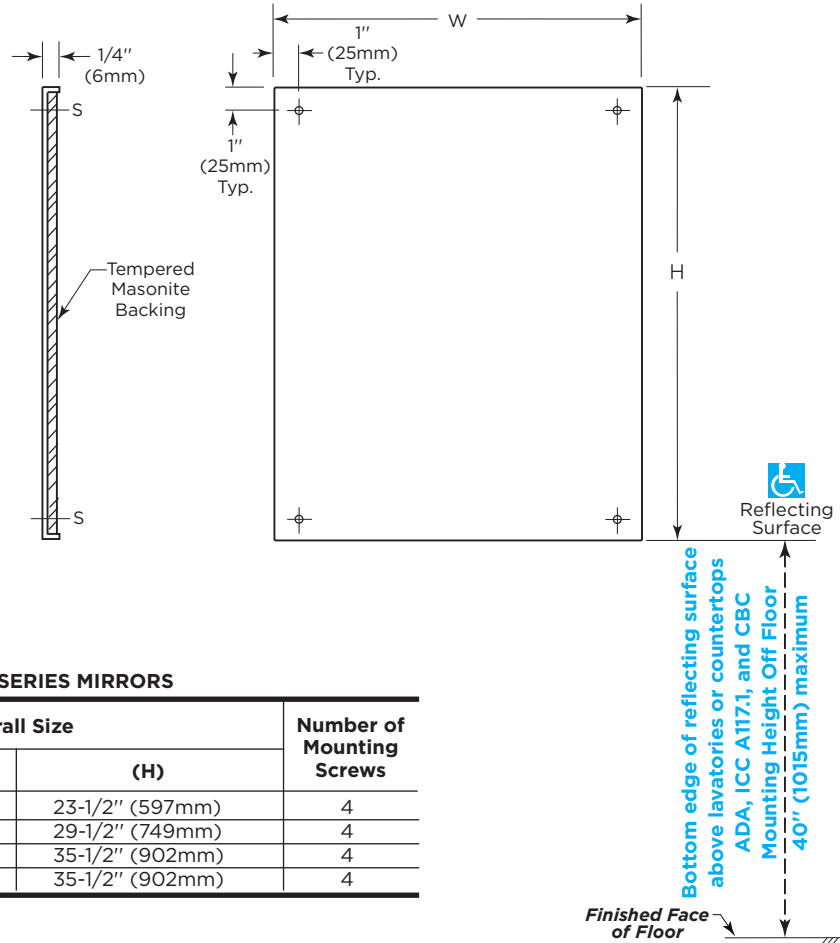 W
1"
(25mm)
Typ.
1/4"
(6mm)
S
1"
(25mm)
Typ.
H
Tempered
Masonite
Backing
S
Reflecting
Surface
Bottom edge of reflecting surface
above lavatories or countertops
ADA, ICC A117.1, and CBC
Mounting Height Off Floor
40" (1015mm) maximum
Finished Face
of Floor
SERIES MIRRORS
rall Size
Number of
Mounting
Screws
(H)
23-1/2" (597mm) 4
29-1/2" (749mm) 4
35-1/2" (902mm) 4
35-1/2" (902mm) 4